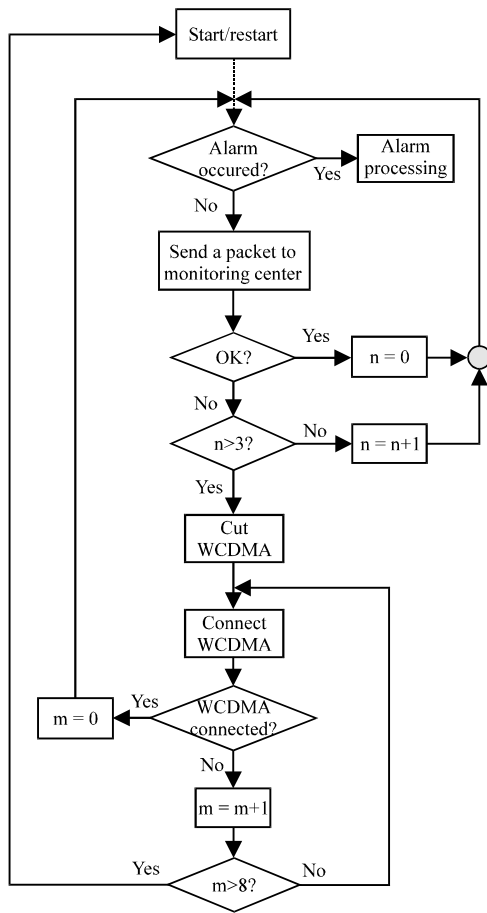 Start/restart
Alarm
occured?
Yes
Alarm
processing
No
Send a packet to
monitoring center
OK?
Yes
n = 0
No
n>3?
No
n = n+1
Yes
Cut
WCDMA
Connect
WCDMA
WCDMA
connected?
Yes
m = 0
No
m = m+1
m>8?
Yes
No